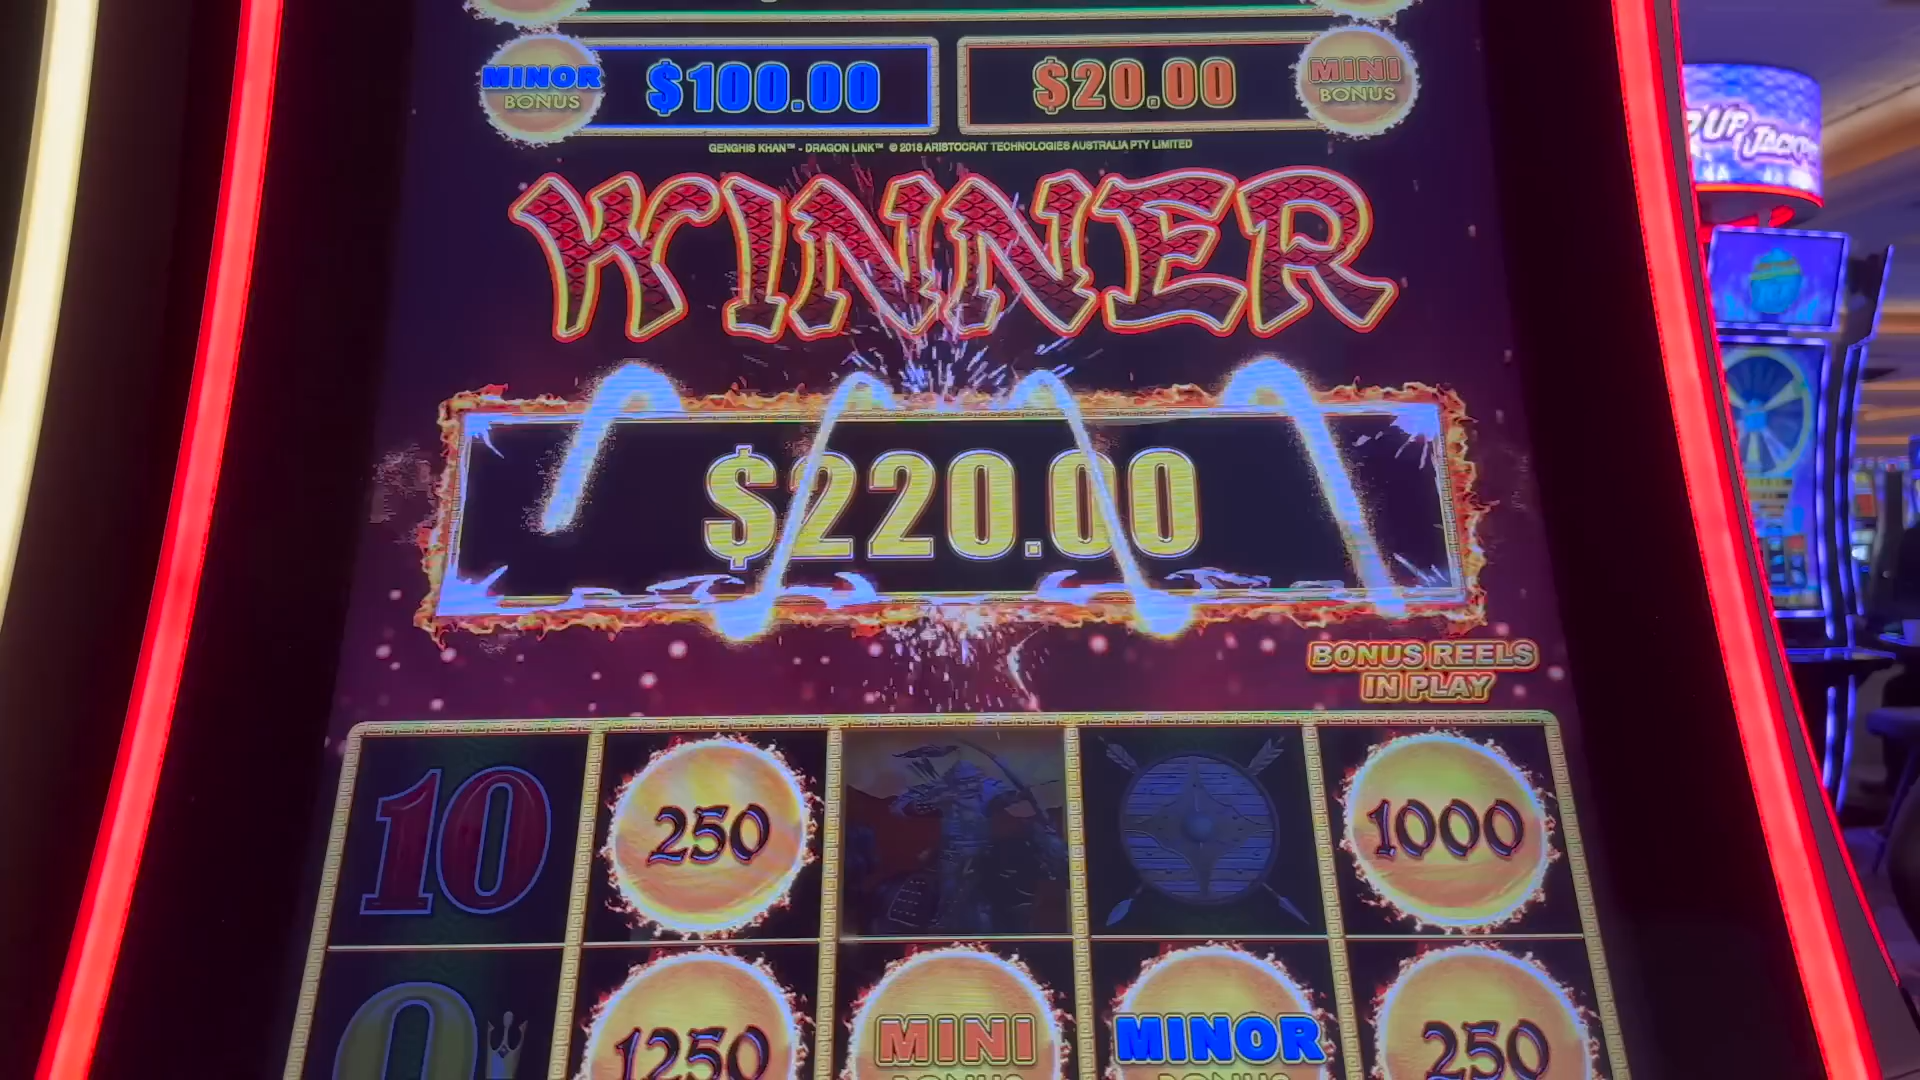 MINOR
BONUS
$100.00
$20.00
MINI
BONUS
GENGHIS KHAN™ - DRAGON LINK™ © 2018 ARISTOCRAT TECHNOLOGIES AUSTRALIA PTY LIMITED
UP
WINNER
$220.00
BONUS REELS
IN PLAY
10
250
1000
Q
1250
MINI
MINOR
250